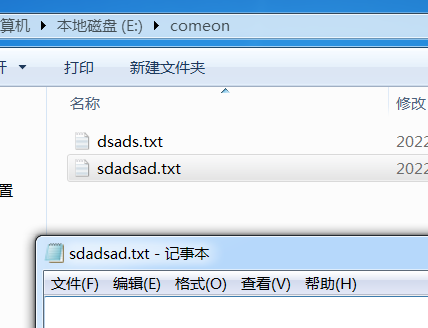 算机 ▸ 本地磁盘 (E:) ▸ comeon
开 打印 新建文件夹
名称 修改
dsads.txt 2022
sdadsad.txt 2022
置
sdadsad.txt - 记事本
文件(F) 编辑(E) 格式(O) 查看(V) 帮助(H)